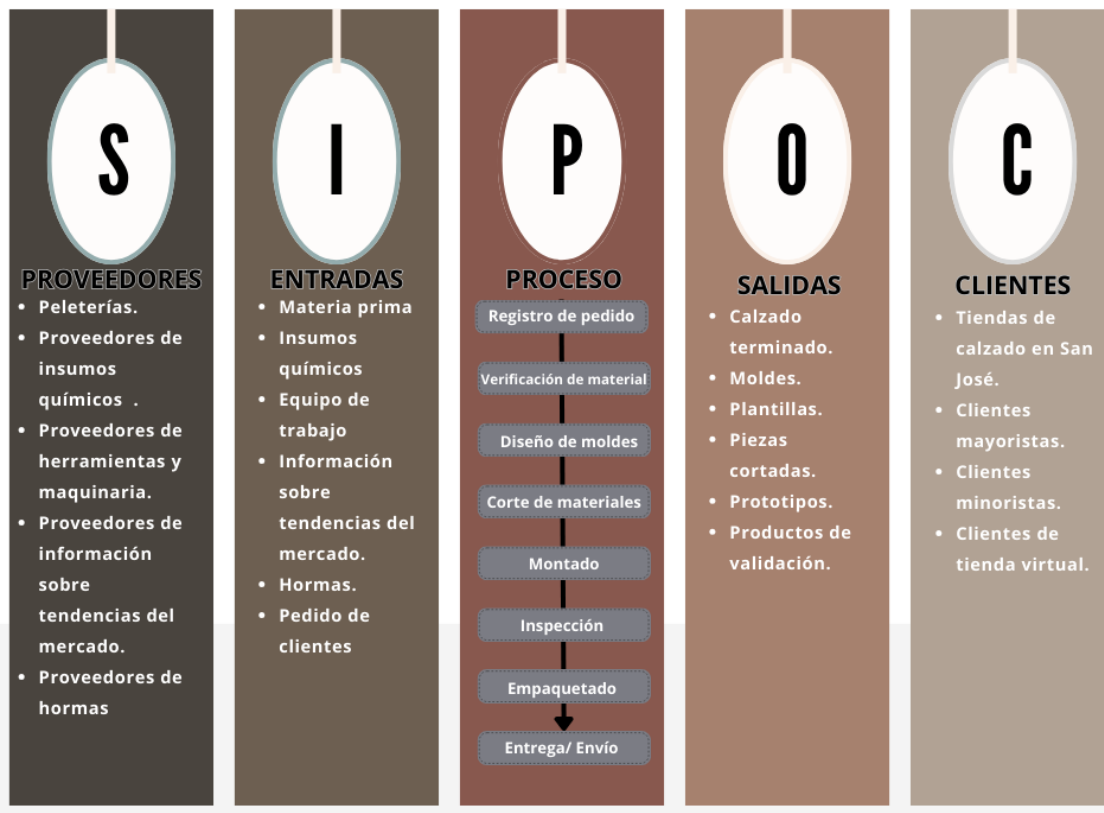 S
PROVEEDORES
• Peleterías.
• Proveedores de
insumos
químicos .
• Proveedores de
herramientas y
maquinaria.
• Proveedores de
información
sobre
tendencias del
mercado.
• Proveedores de
hormas
I
ENTRADAS
• Materia prima
• Insumos
químicos
• Equipo de
trabajo
• Información
sobre
tendencias del
mercado.
• Hormas.
• Pedido de
clientes
P
PROCESO
Registro de pedido
Verificación de material
Diseño de moldes
Corte de materiales
Montado
Inspección
Empaquetado
Entrega/ Envío
O
SALIDAS
• Calzado
terminado.
• Moldes.
• Plantillas.
• Piezas
cortadas.
• Prototipos.
• Productos de
validación.
C
CLIENTES
• Tiendas de
calzado en San
José.
• Clientes
mayoristas.
• Clientes
minoristas.
• Clientes de
tienda virtual.